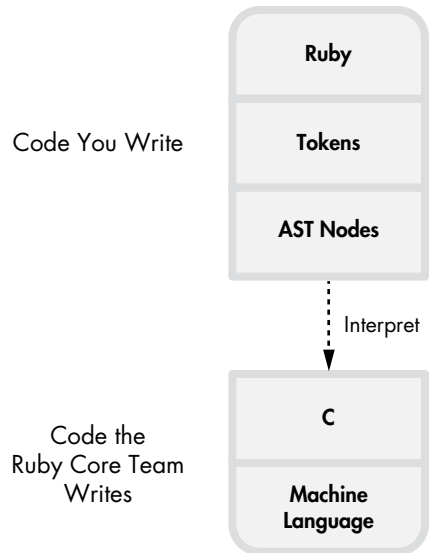 Ruby
Code You Write
Tokens
AST Nodes
Interpret
C
Code the
Ruby Core Team
Writes
Machine
Language